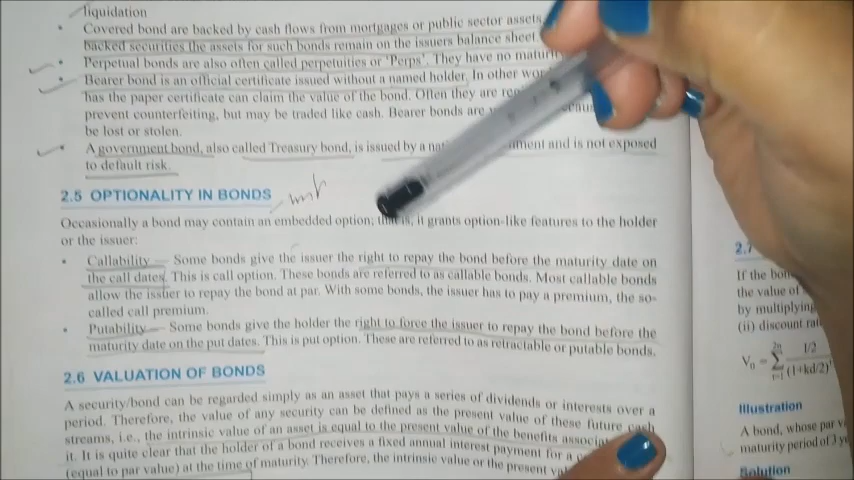 liquidation
Covered bond are backed by cash flows from mortgages or public sector assets.
backed securities the assets for such bonds remain on the issuers balance sheet
Perpetual bonds are also often called perpetuities or 'Perps'. They have no maturi
Bearer bond is an official certificate issued without a named holder. In other wor
has the paper certificate can claim the value of the bond. Often they are
prevent counterfeiting, but may be traded like cash. Bearer bonds are
be lost or stolen.
A government bond, also called Treasury bond, is issued by a nat ment and is not exposed
to default risk.
2.5 OPTIONALITY IN BONDS
Occasionally a bond may contain an embedded option; that is, it grants option-like features to the holder
or the issuer:
Callability — Some bonds give the issuer the right to repay the bond before the maturity date on
the call dates. This is call option. These bonds are referred to as callable bonds. Most callable bonds
allow the issuer to repay the bond at par. With some bonds, the issuer has to pay a premium, the so-
called call premium.
Putability — Some bonds give the holder the right to force the issuer to repay the bond before the
maturity date on the put dates. This is put option. These are referred to as retractable or putable bonds.
2.6 VALUATION OF BONDS
A security/bond can be regarded simply as an asset that pays a series of dividends or interests over a
period. Therefore, the value of any security can be defined as the present value of these future cash
streams, i.e., the intrinsic value of an asset is equal to the present value of the benefits associ
it. It is quite clear that the holder of a bond receives a fixed annual interest payment for a
(equal to par value) at the time of maturity. Therefore, the intrinsic value or the present
2.7
If the bon
the value of
by multiplying
(ii) discount rat
Illustration
A bond, whose par v
maturity period of 3 y
Solution